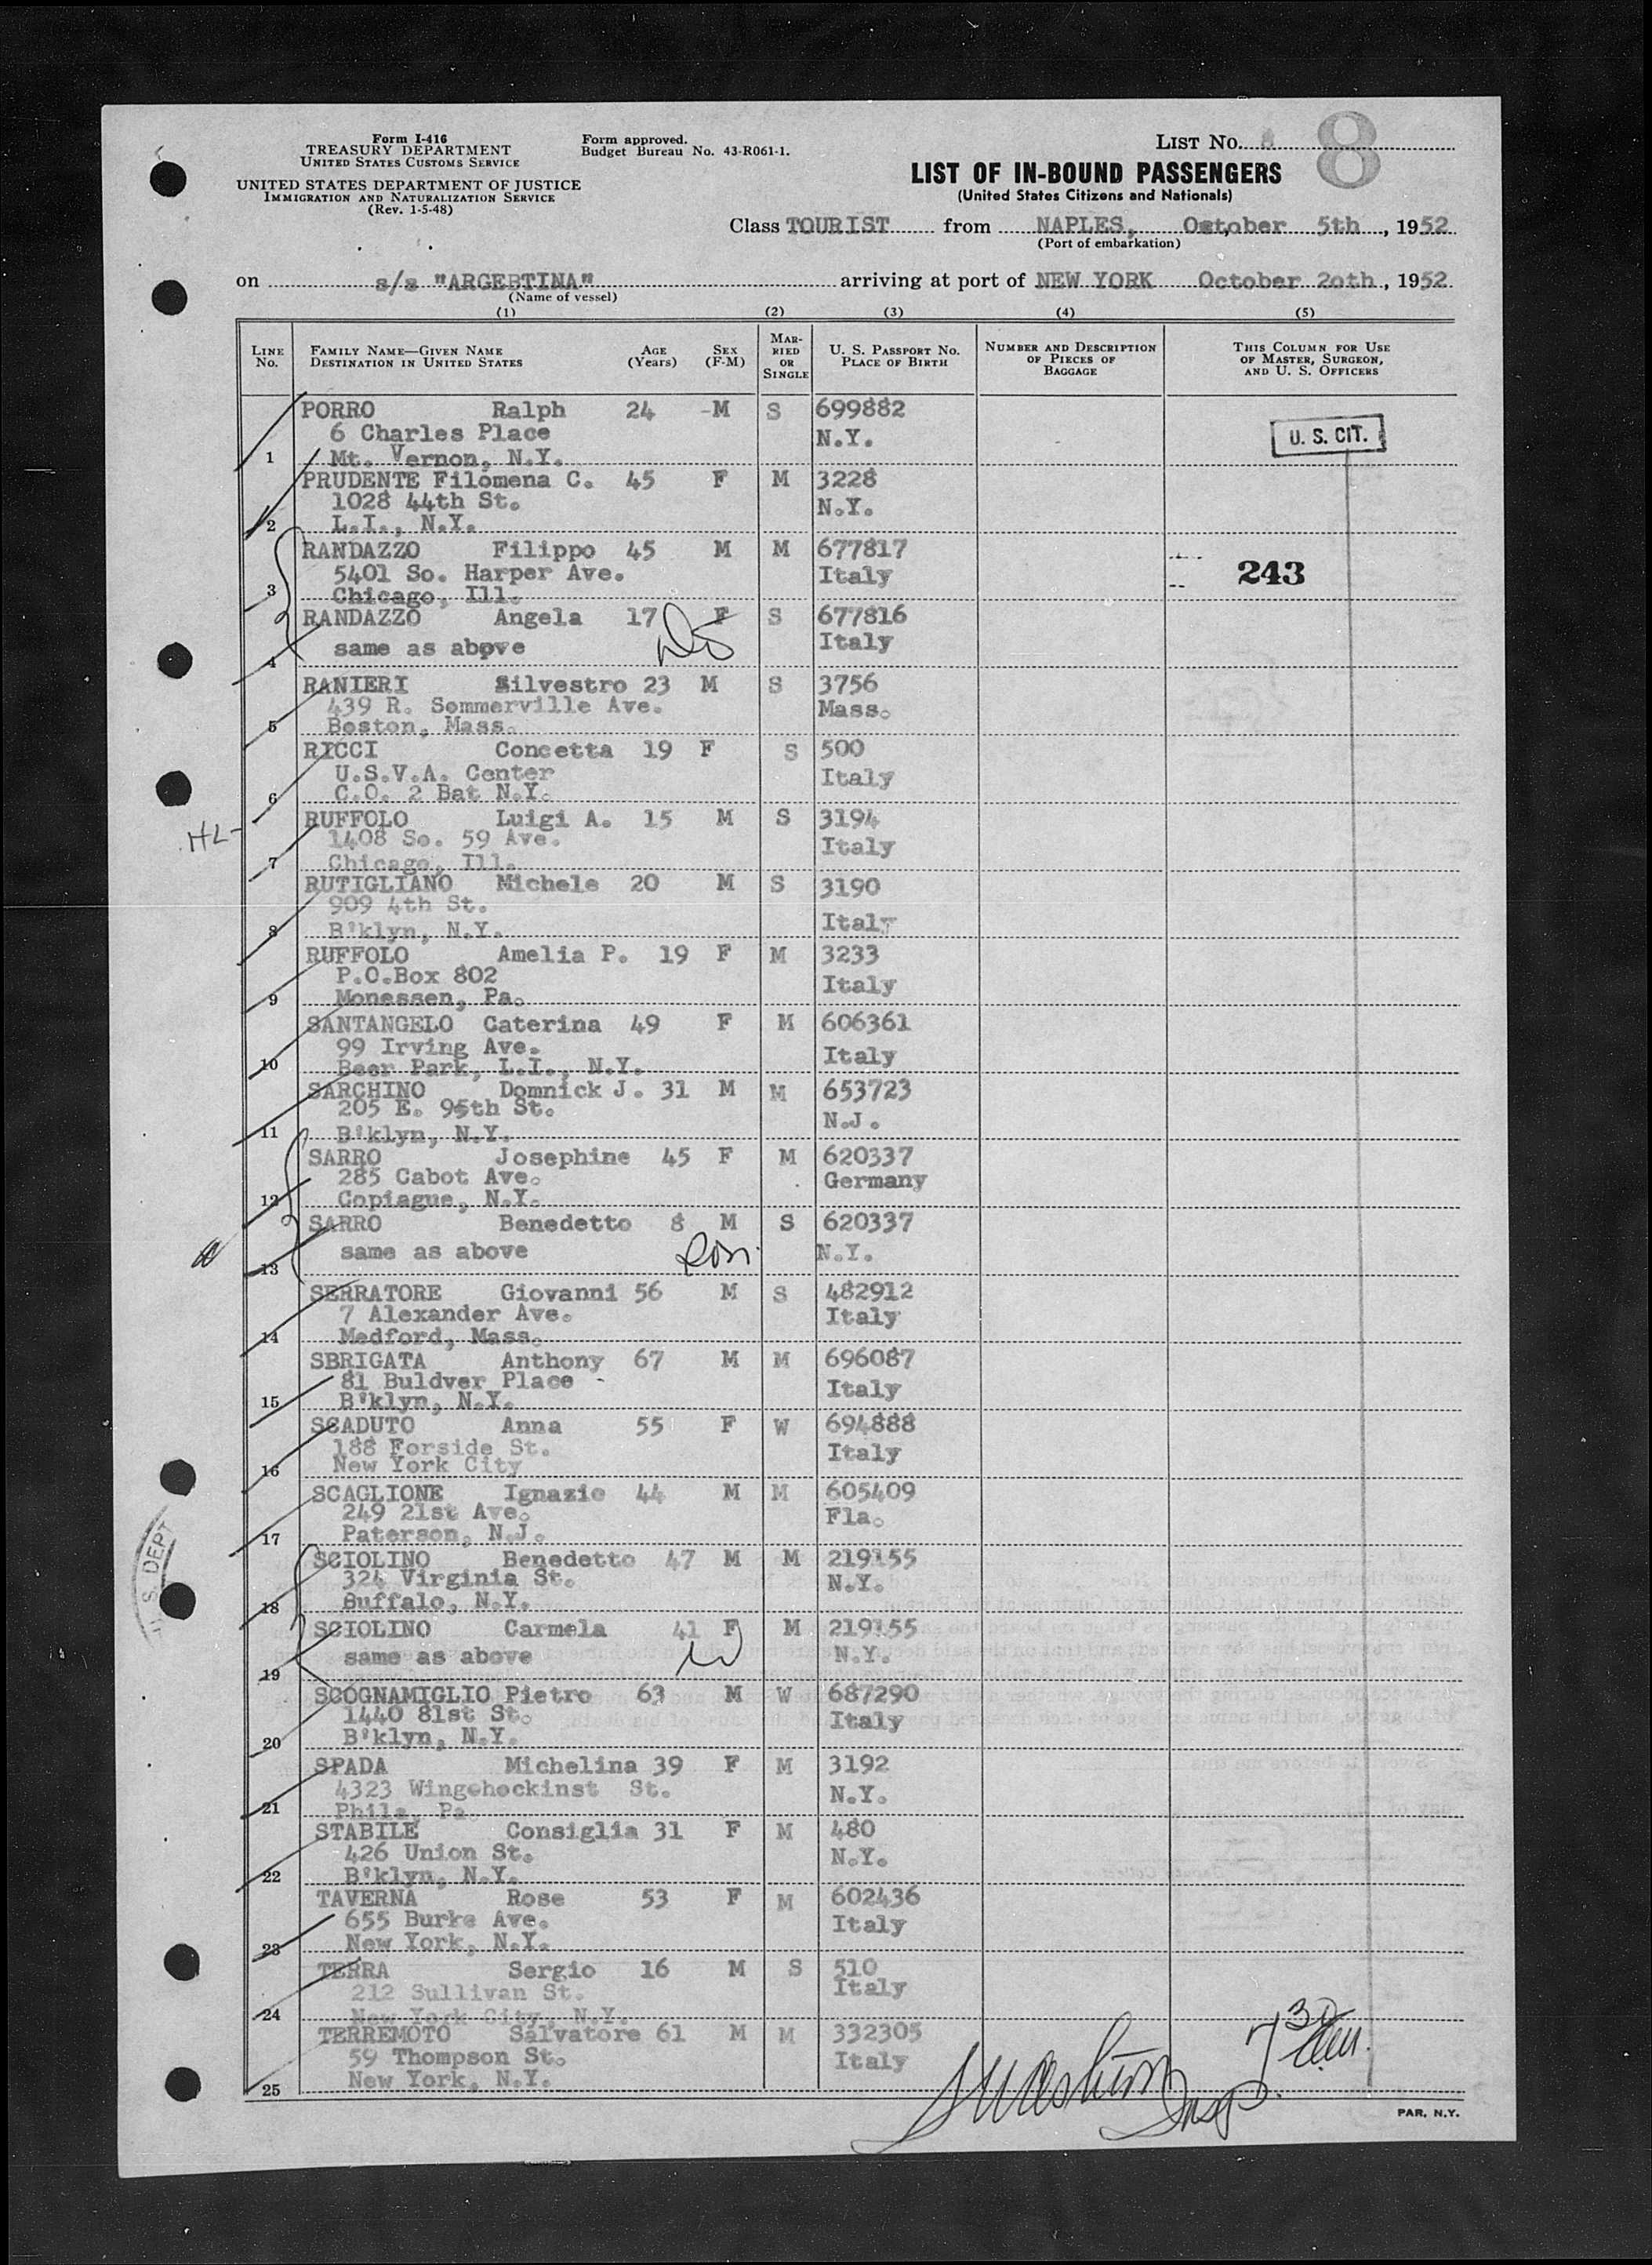 Form I-416
TREASURY DEPARTMENT
UNITED STATES CUSTOMS SERVICE
UNITED STATES DEPARTMENT OF JUSTICE
IMMIGRATION AND NATURALIZATION SERVICE
(Rev. 1-5-48)
Form approved.
Budget Bureau No. 43-R061-1.
LIST No. 8
LIST OF IN-BOUND PASSENGERS
(United States Citizens and Nationals)
Class TOURIST from NAPLES, October 5th, 1952
(Port of embarkation)
on s/s "ARGEBTINA" arriving at port of NEW YORK October 20th, 1952
(Name of vessel)
(1) (2) (3) (4) (5)
LINE No. FAMILY NAME—GIVEN NAME DESTINATION IN UNITED STATES AGE (Years) SEX (F-M) MARRIED OR SINGLE U. S. PASSPORT NO. PLACE OF BIRTH NUMBER AND DESCRIPTION OF PIECES OF BAGGAGE THIS COLUMN FOR USE OF MASTER, SURGEON, AND U. S. OFFICERS
PORRO Ralph 24 -M S 699882
6 Charles Place N.Y. U. S. CIT.
1 Mt. Vernon, N.Y.
PRUDENTE Filomena C. 45 F M 3228
1028 44th St. N.Y.
2 L.I., N.Y.
RANDAZZO Filippo 45 M M 677817
5401 So. Harper Ave. Italy 243
3 Chicago, Ill.
RANDAZZO Angela 17 F S 677816
4 same as above Italy
RANIERI Silvestro 23 M S 3756
439 R. Sommerville Ave. Mass.
5 Boston, Mass.
RICCI Concetta 19 F S 500
U.S.V.A. Center Italy
6 C.O. 2 Bat N.Y.
HL-
RUFFOLO Luigi A. 15 M S 3194
1408 So. 59 Ave. Italy
7 Chicago, Ill.
RUTIGLIANO Michele 20 M S 3190
909 4th St. Italy
8 B'klyn, N.Y.
RUFFOLO Amelia P. 19 F M 3233
P.O.Box 802 Italy
9 Monessen, Pa.
SANTANGELO Caterina 49 F M 606361
99 Irving Ave. Italy
10 Beer Park, L.I., N.Y.
SARCHINO Domnick J. 31 M M 653723
205 E. 95th St. N.J.
11 B'klyn, N.Y.
SARRO Josephine 45 F M 620337
285 Cabot Ave. Germany
12 Copiague, N.Y.
SARRO Benedetto 8 M S 620337
13 same as above N.Y.
SERRATORE Giovanni 56 M S 482912
7 Alexander Ave. Italy
14 Medford, Mass.
SBRIGATA Anthony 67 M M 696087
81 Buldver Place Italy
15 B'klyn, N.Y.
SCADUTO Anna 55 F W 694888
188 Forside St. Italy
16 New York City
SCAGLIONE Ignazio 44 M M 605409
249 21st Ave. Fla.
17 Paterson, N.J.
SCIOLINO Benedetto 47 M M 219155
324 Virginia St. N.Y.
18 Buffalo, N.Y.
SCIOLINO Carmela 41 F M 219155
19 same as above N.Y.
SCOGNAMIGLIO Pietro 63 M W 687290
1440 81st St. Italy
20 B'klyn, N.Y.
SPADA Michelina 39 F M 3192
4323 Wingohockinst St. N.Y.
21 Phila, Pa.
STABILE Consiglia 31 F M 480
426 Union St. N.Y.
22 B'klyn, N.Y.
TAVERNA Rose 53 F M 602436
655 Burke Ave. Italy
23 New York, N.Y.
TERRA Sergio 16 M S 510
212 Sullivan St. Italy
24 New York City, N.Y.
TERREMOTO Salvatore 61 M M 332305
59 Thompson St. Italy
25 New York, N.Y.
Insp. 7 30
PAR. N.Y.
U. S. DEPT